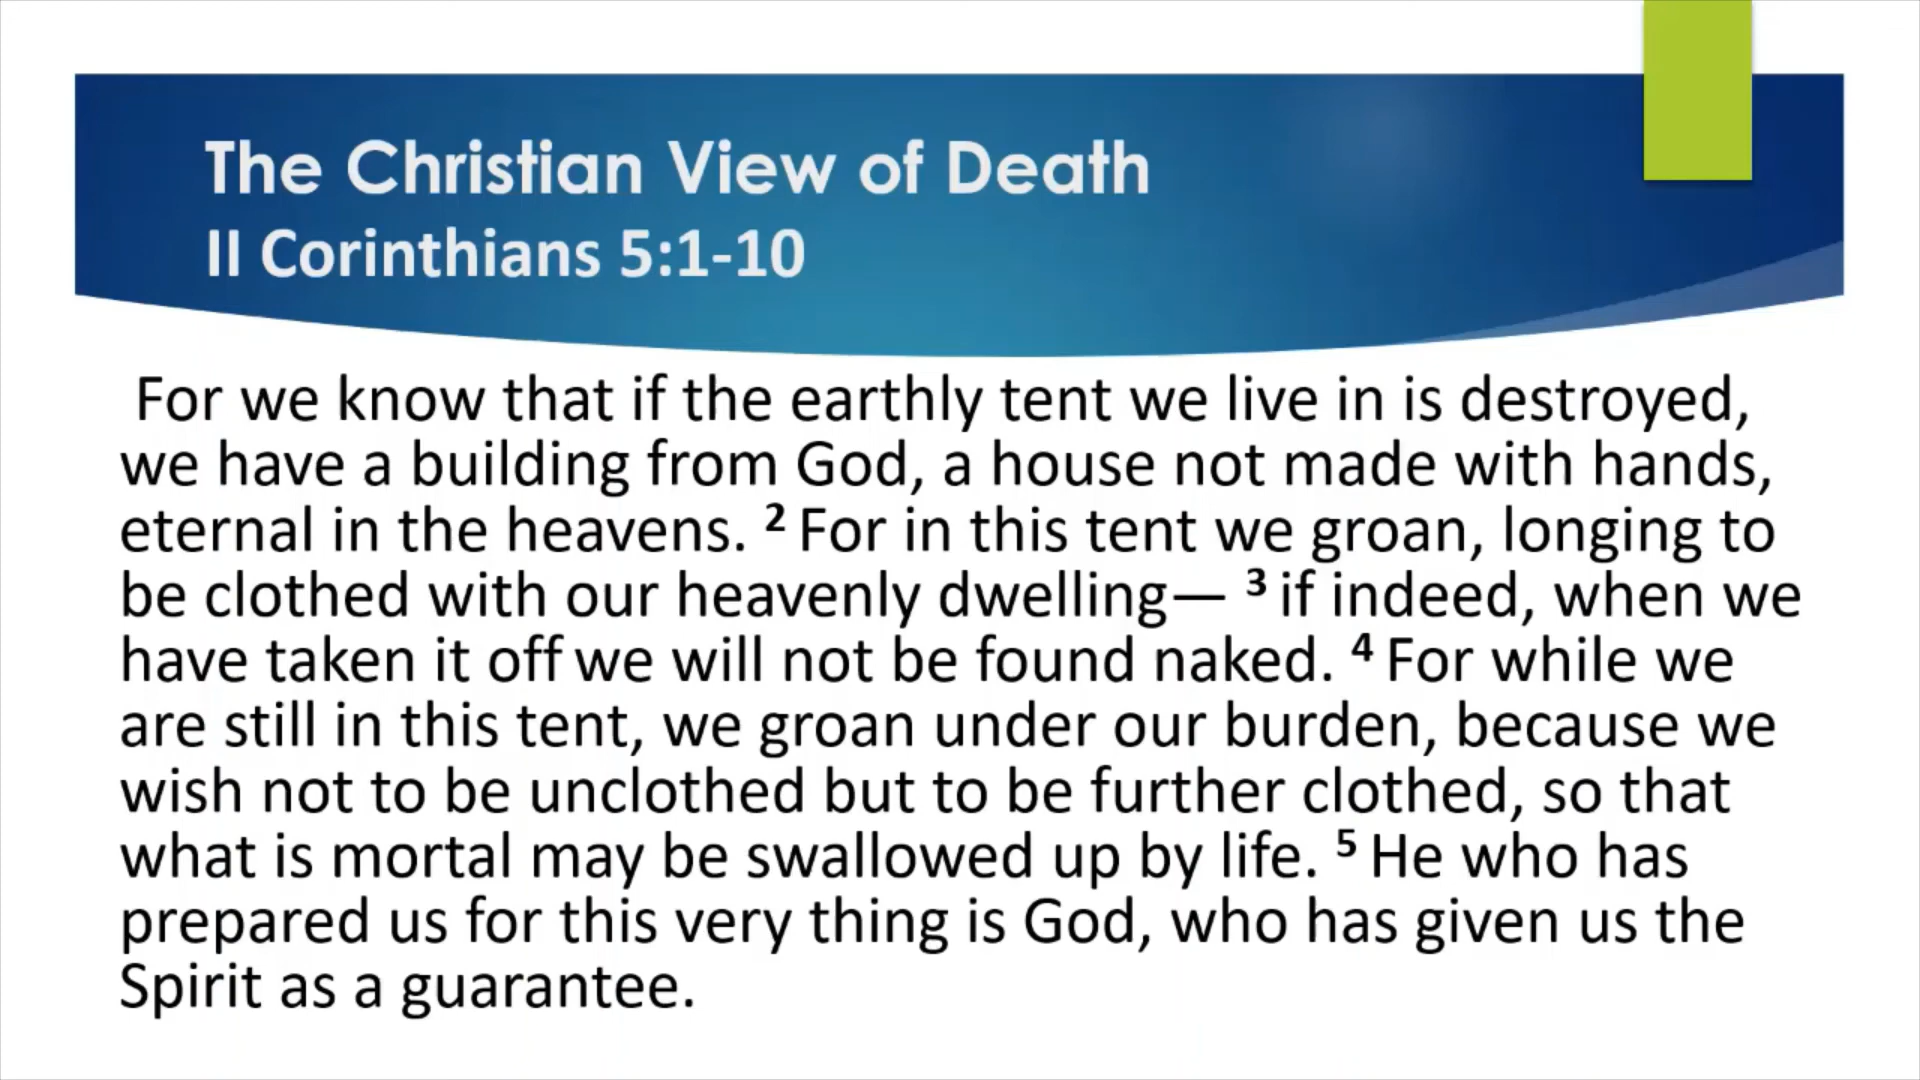 The Christian View of Death
II Corinthians 5:1-10
For we know that if the earthly tent we live in is destroyed,
we have a building from God, a house not made with hands,
eternal in the heavens. ² For in this tent we groan, longing to
be clothed with our heavenly dwelling— ³ if indeed, when we
have taken it off we will not be found naked. ⁴ For while we
are still in this tent, we groan under our burden, because we
wish not to be unclothed but to be further clothed, so that
what is mortal may be swallowed up by life. ⁵ He who has
prepared us for this very thing is God, who has given us the
Spirit as a guarantee.